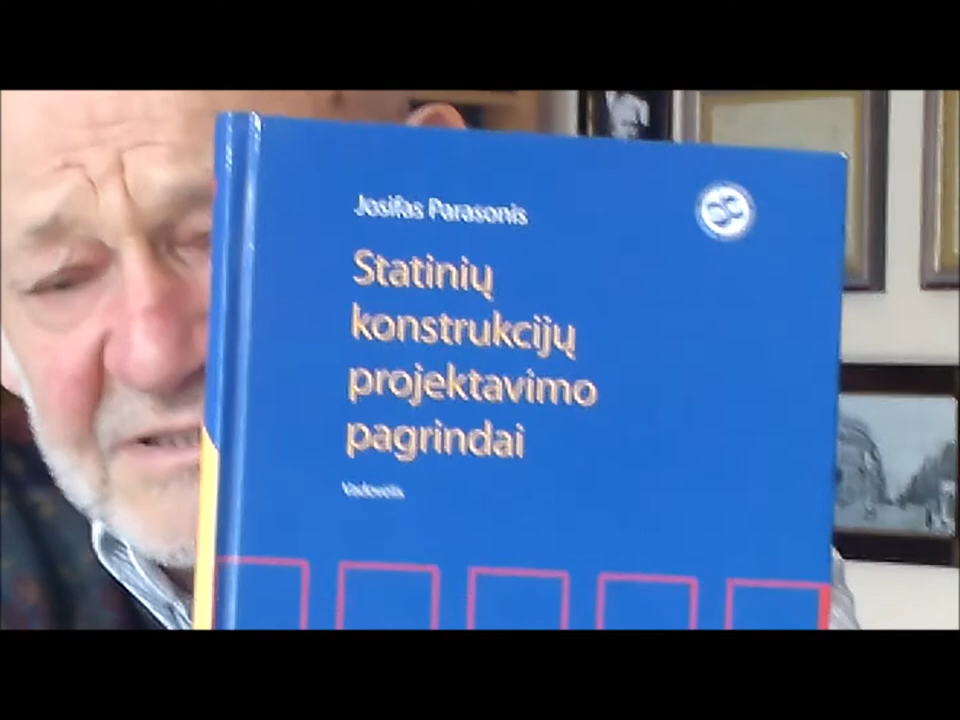 Josifas Parasonis
Statinių
konstrukcijų
projektavimo
pagrindai
Vadovėlis